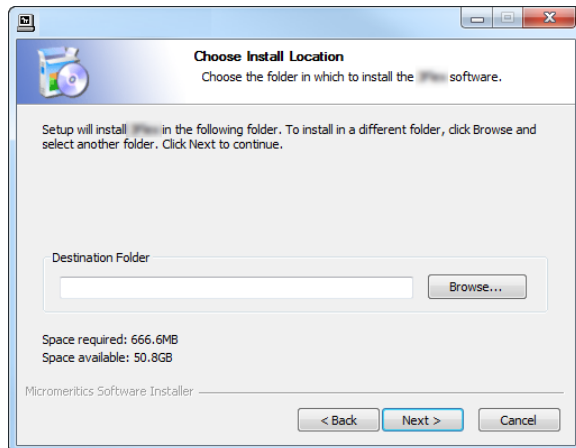 Choose Install Location
Choose the folder in which to install the software.
Setup will install in the following folder. To install in a different folder, click Browse and
select another folder. Click Next to continue.
Destination Folder
Browse...
Space required: 666.6MB
Space available: 50.8GB
Micromeritics Software Installer
< Back Next > Cancel